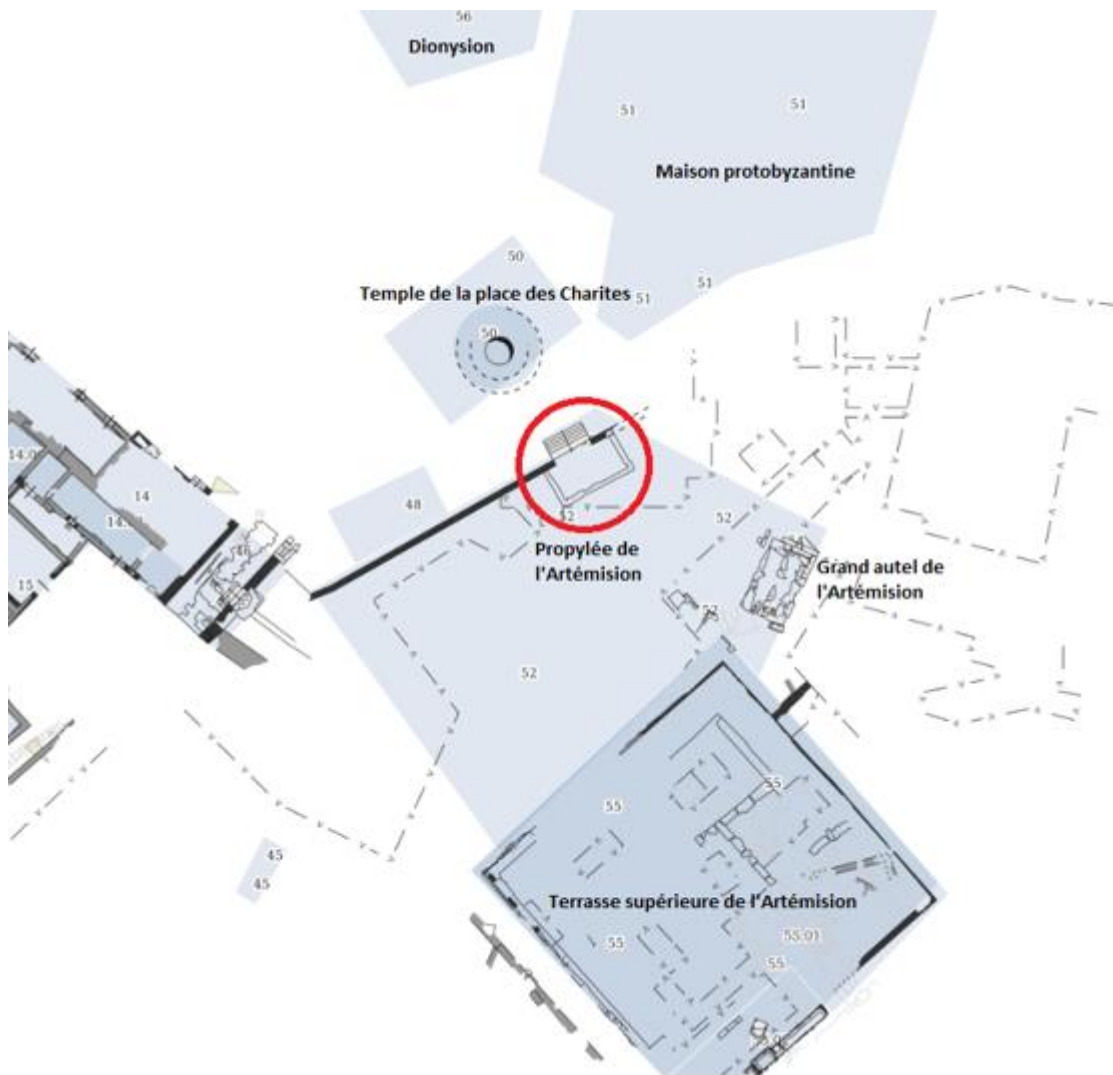 56
Dionysion
51
51
Maison protobyzantine
50
Temple de la place des Charites
51
51
50
14.0
14
48
14.
52
52
Propylée de
l'Artémision
Grand autel de
l'Artémision
15
52
52
55
55
45
45
Terrasse supérieure de l'Artémision
55.01
55
55